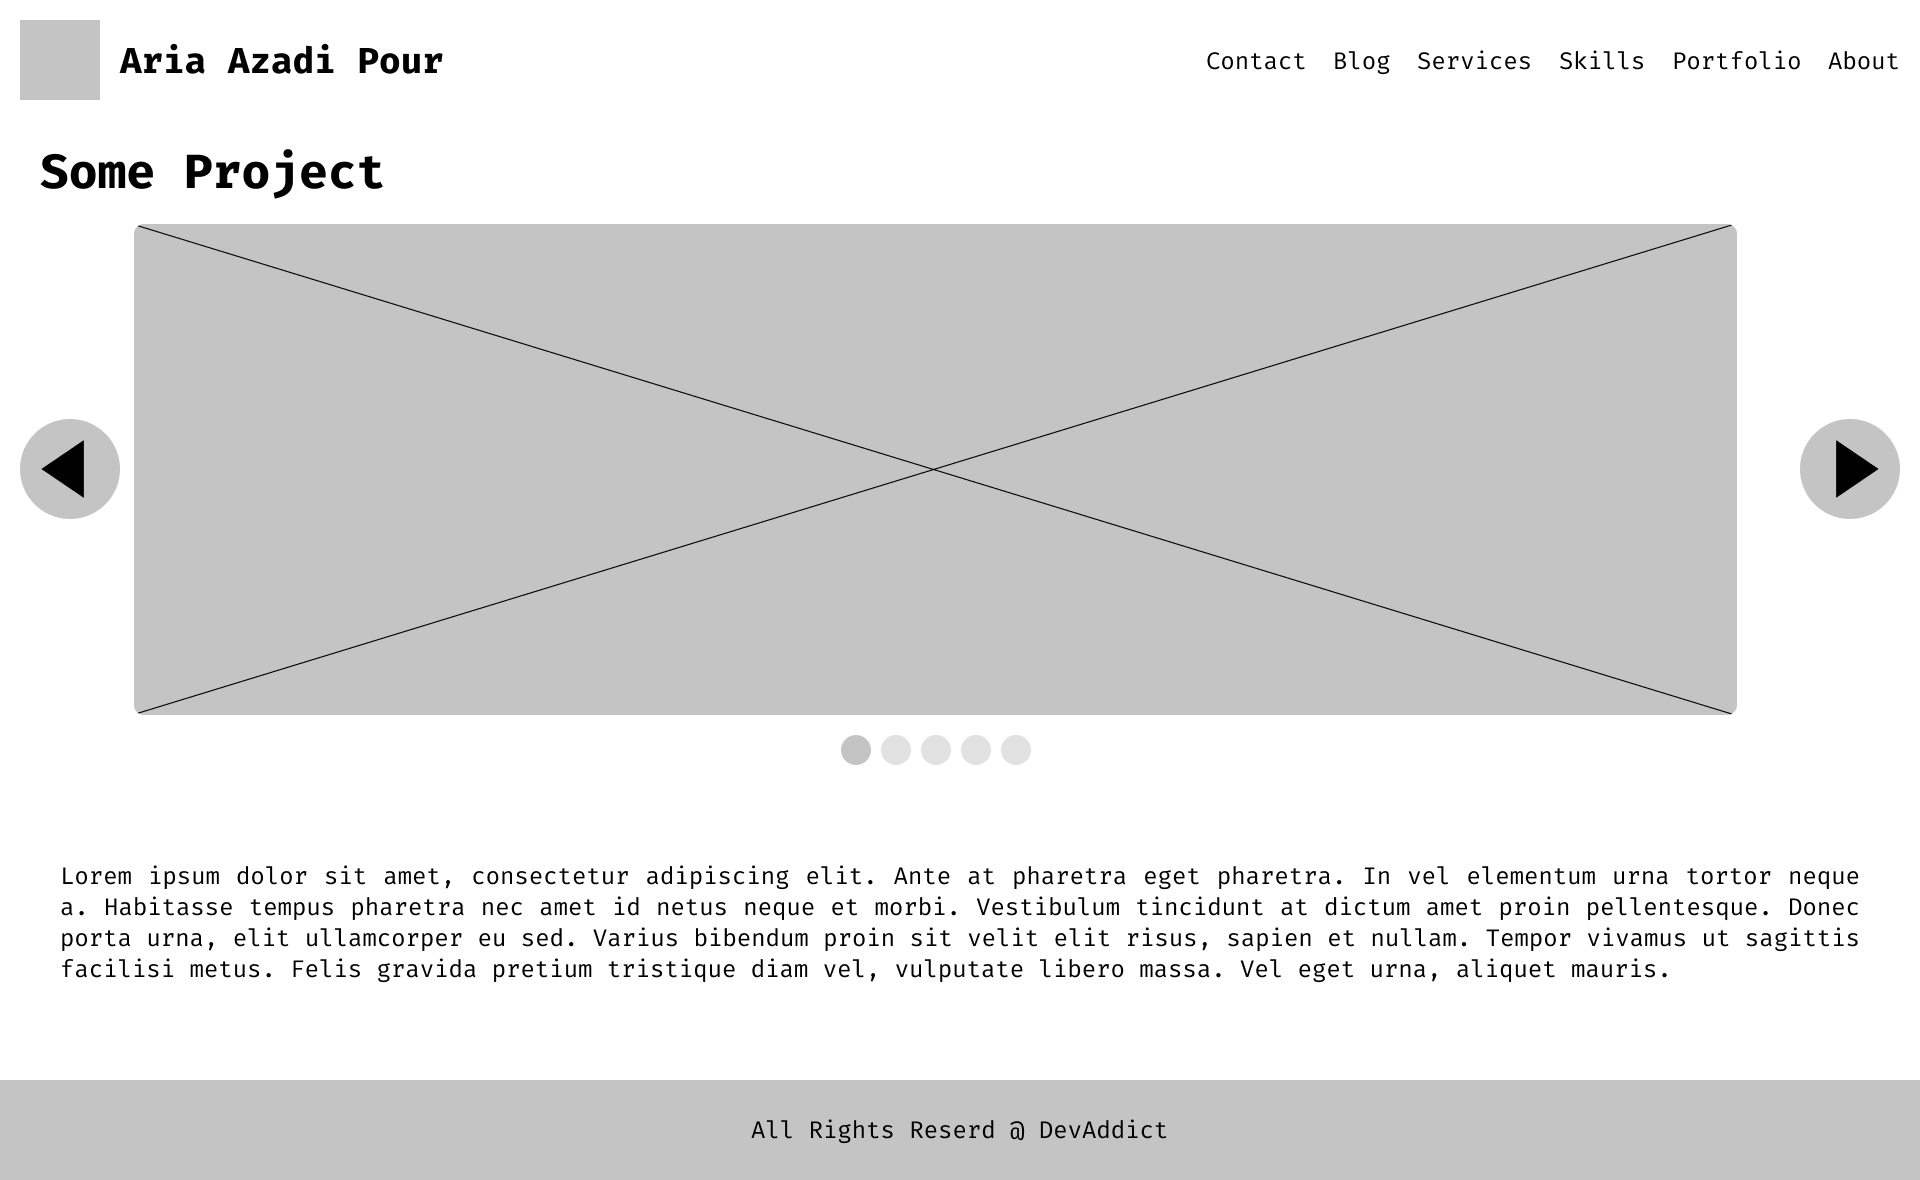 Aria Azadi Pour
Contact Blog Services Skills Portfolio About
Some Project
Lorem ipsum dolor sit amet, consectetur adipiscing elit. Ante at pharetra eget pharetra. In vel elementum urna tortor neque
a. Habitasse tempus pharetra nec amet id netus neque et morbi. Vestibulum tincidunt at dictum amet proin pellentesque. Donec
porta urna, elit ullamcorper eu sed. Varius bibendum proin sit velit elit risus, sapien et nullam. Tempor vivamus ut sagittis
facilisi metus. Felis gravida pretium tristique diam vel, vulputate libero massa. Vel eget urna, aliquet mauris.
All Rights Reserd @ DevAddict